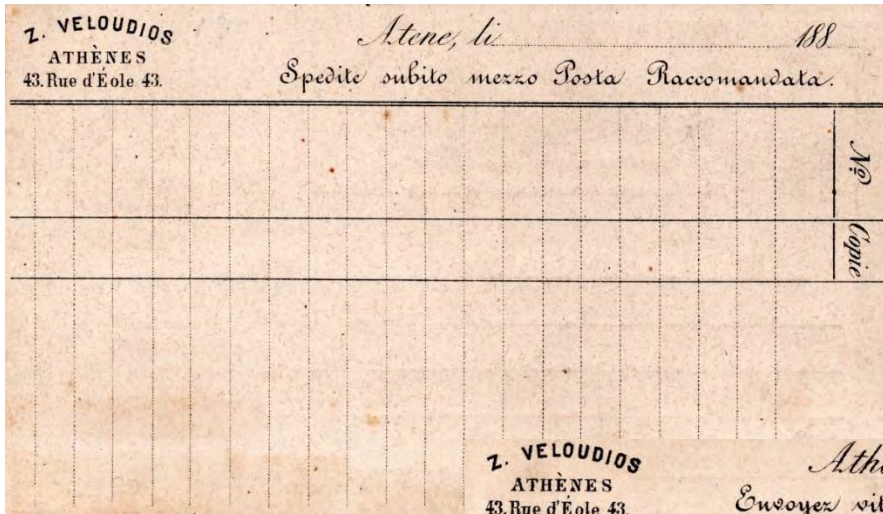 Z. VELOUDIOS
ATHÈNES
43. Rue d'Éole 43.
Atene, li 188
Spedite subito mezzo Posta Raccomandata.
No
Copie
Z. VELOUDIOS
ATHÈNES
43. Rue d'Éole 43.
Envoyez